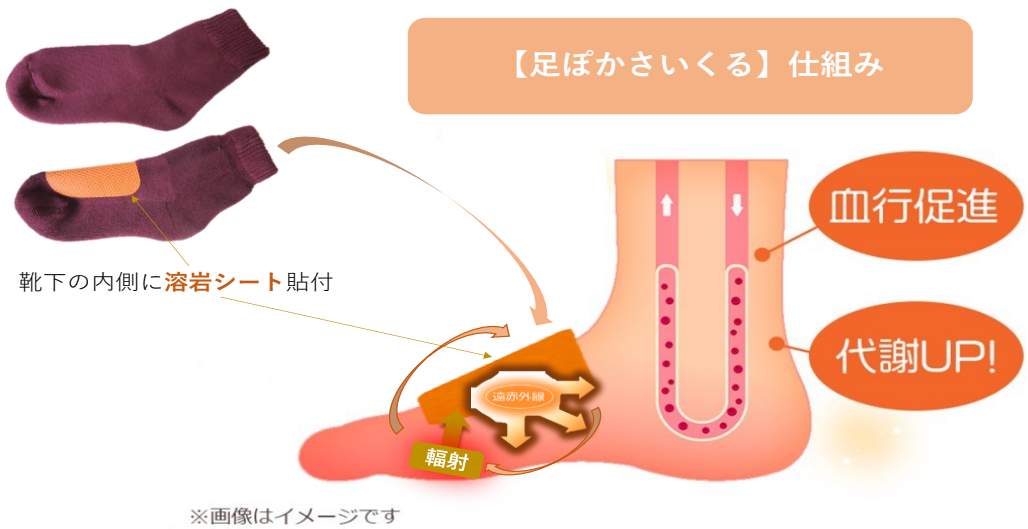 【足ぽかさいくる】仕組み
血行促進
靴下の内側に溶岩シート貼付
代謝UP!
遠赤外線
輻射
※画像はイメージです